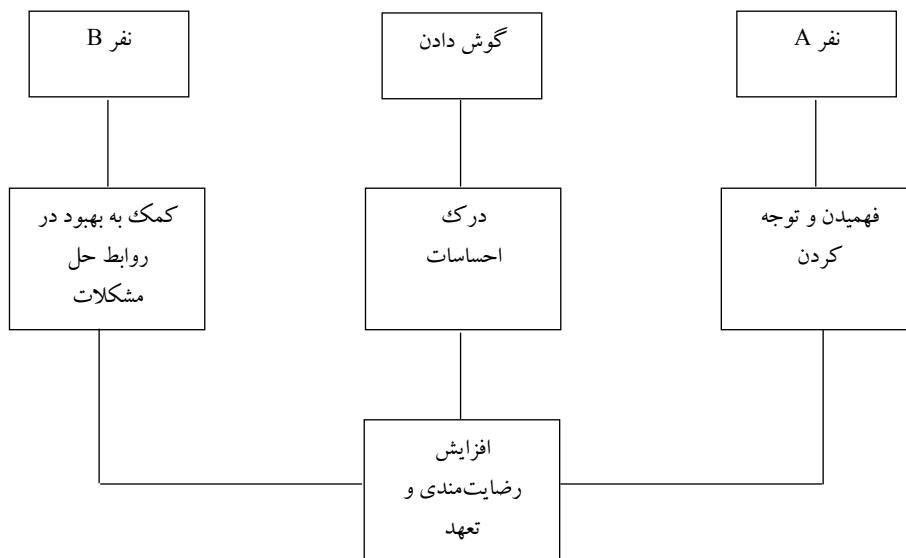 نفر A
گوش دادن
نفر B
فهمیدن و توجه
کردن
درک
احساسات
کمک به بهبود در
روابط حل
مشکلات
افزایش
رضایت‌مندی و
تعهد